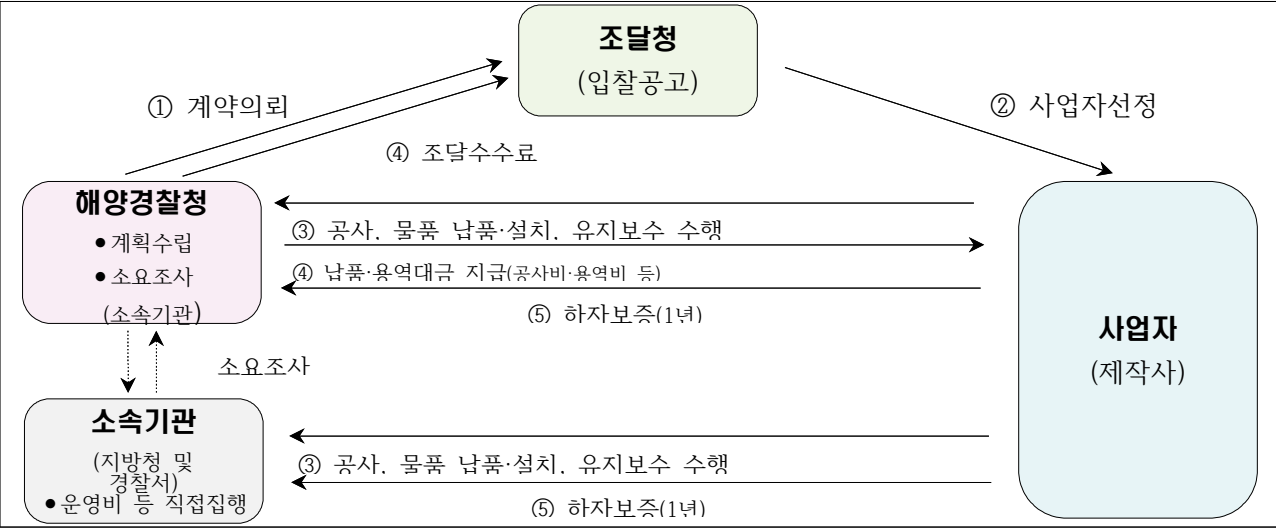 조달청
(입찰공고)
① 계약의뢰
② 사업자선정
④ 조달수수료
해양경찰청
● 계획수립
● 소요조사
(소속기관)
③ 공사, 물품 납품·설치, 유지보수 수행
④ 납품·용역대금 지급(공사비·용역비 등)
⑤ 하자보증(1년)
사업자
(제작사)
소요조사
소속기관
(지방청 및
경찰서)
● 운영비 등 직접집행
③ 공사, 물품 납품·설치, 유지보수 수행
⑤ 하자보증(1년)